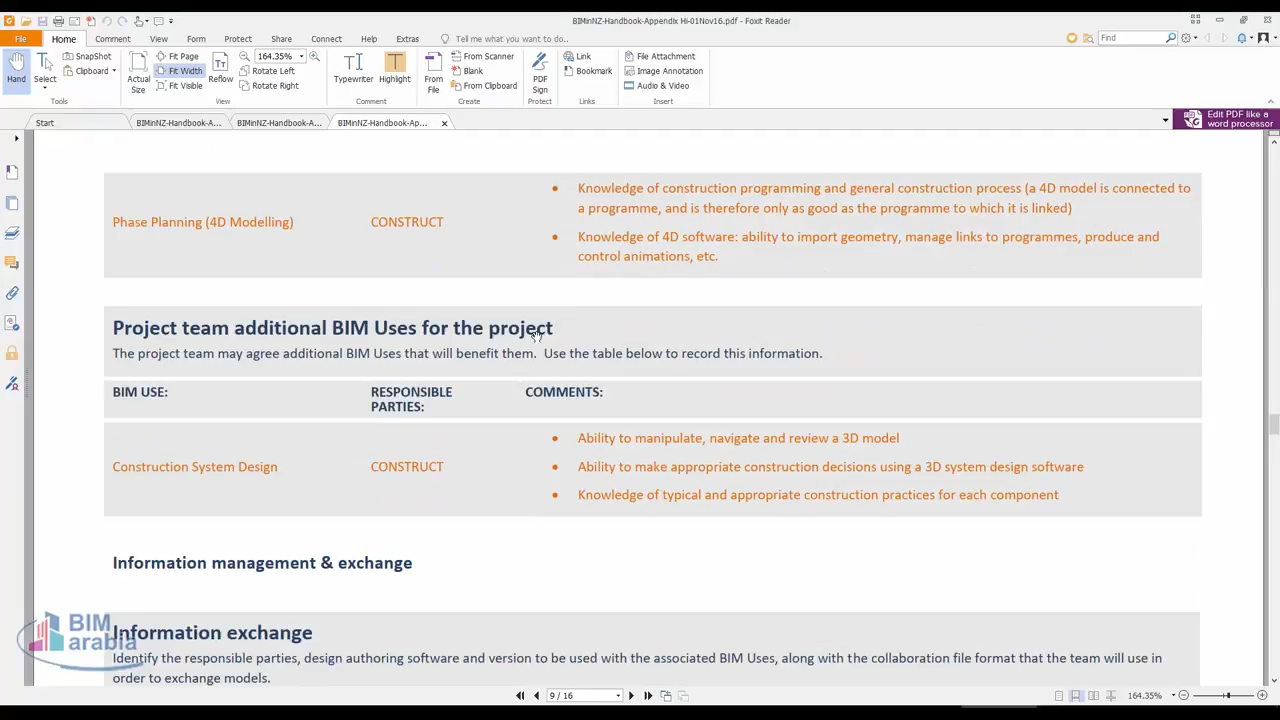 BIMinNZ-Handbook-Appendix Hi-01Nov16.pdf - Foxit Reader
File Home Comment View Form Protect Share Connect Help Extras Tell me what you want to do... Find
Hand Select SnapShot Clipboard Actual Size Fit Page Fit Width Fit Visible Reflow 164.35% Rotate Left Rotate Right Typewriter Highlight From File From Scanner Blank From Clipboard PDF Sign Link Bookmark File Attachment Image Annotation Audio & Video
Tools View Comment Create Protect Links Insert
Start BIMinNZ-Handbook-A... BIMinNZ-Handbook-A... BIMinNZ-Handbook-Ap...
Edit PDF like a
word processor
Phase Planning (4D Modelling)
CONSTRUCT
• Knowledge of construction programming and general construction process (a 4D model is connected to
a programme, and is therefore only as good as the programme to which it is linked)
• Knowledge of 4D software: ability to import geometry, manage links to programmes, produce and
control animations, etc.
Project team additional BIM Uses for the project
The project team may agree additional BIM Uses that will benefit them. Use the table below to record this information.
BIM USE:
RESPONSIBLE
PARTIES:
COMMENTS:
Construction System Design
CONSTRUCT
• Ability to manipulate, navigate and review a 3D model
• Ability to make appropriate construction decisions using a 3D system design software
• Knowledge of typical and appropriate construction practices for each component
Information management & exchange
BIM
arabia
Information exchange
Identify the responsible parties, design authoring software and version to be used with the associated BIM Uses, along with the collaboration file format that the team will use in
order to exchange models.
9 / 16
164.35%